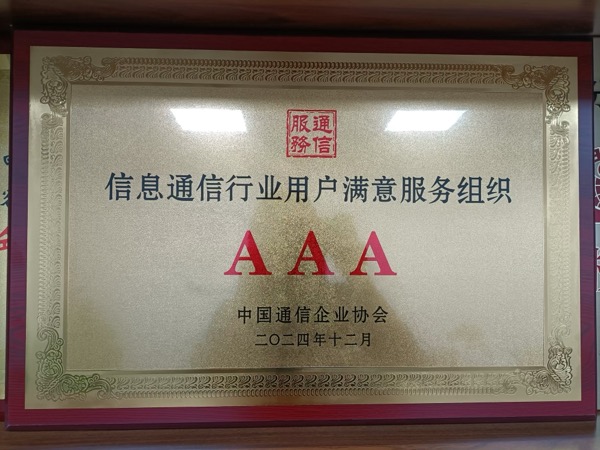 通信
服務
信息通信行业用户满意服务组织
AAA
中国通信企业协会
二〇二四年十二月